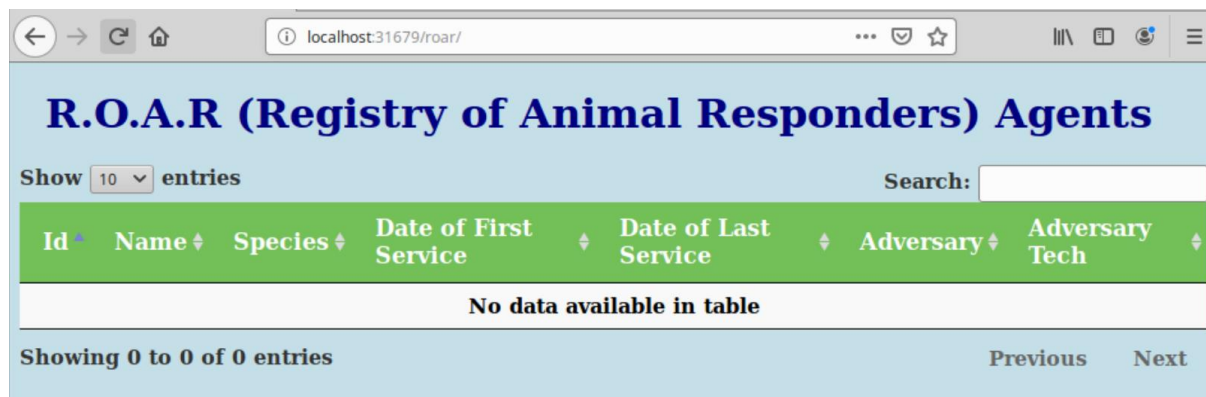 localhost:31679/roar/
R.O.A.R (Registry of Animal Responders) Agents
Show 10 entries
Search:
Id Name Species Date of First Service Date of Last Service Adversary Adversary Tech
No data available in table
Showing 0 to 0 of 0 entries
Previous Next